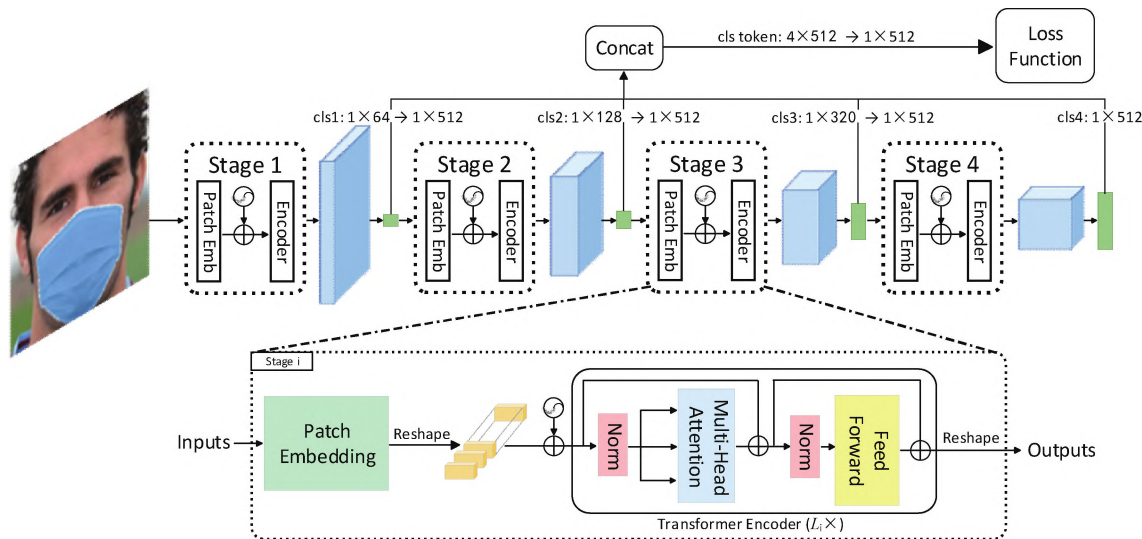 Concat
cls token: 4×512 → 1×512
Loss
Function
cls1: 1×64 → 1×512
cls2: 1×128 → 1×512
cls3: 1×320 → 1×512
cls4: 1×512
Stage 1
Patch Emb
Encoder
Stage 2
Patch Emb
Encoder
Stage 3
Patch Emb
Encoder
Stage 4
Patch Emb
Encoder
Stage i
Inputs
Patch
Embedding
Reshape
Norm
Multi-Head
Attention
Norm
Feed
Forward
Reshape
Outputs
Transformer Encoder (Li×)